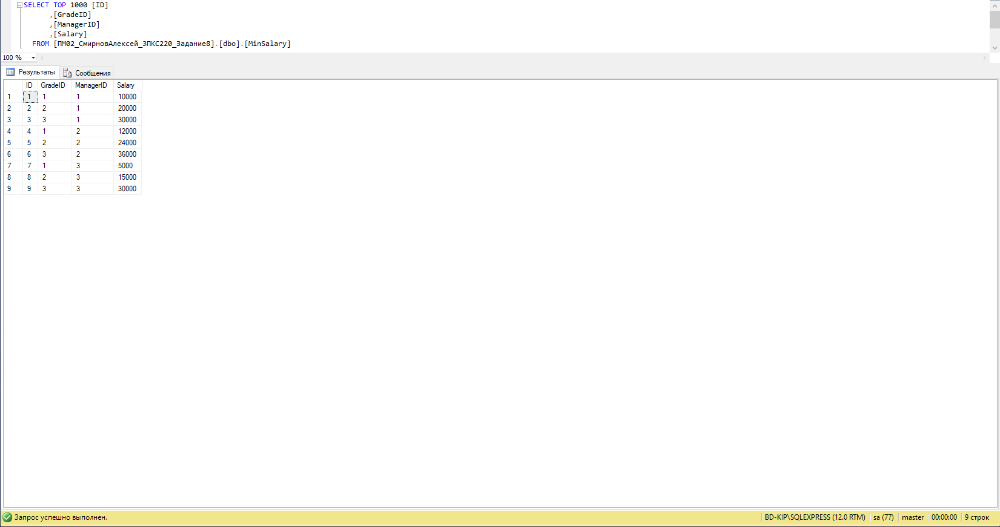 SELECT TOP 1000 [ID]
,[GradeID]
,[ManagerID]
,[Salary]
FROM [ПМ02_СмирновАлексей_3ПКС220_Задание8].[dbo].[MinSalary]
100 %
Результаты Сообщения
ID GradeID ManagerID Salary
1 1 1 1 10000
2 2 2 1 20000
3 3 3 1 30000
4 4 1 2 12000
5 5 2 2 24000
6 6 3 2 36000
7 7 1 3 5000
8 8 2 3 15000
9 9 3 3 30000
Запрос успешно выполнен. BD-KIP\SQLEXPRESS (12.0 RTM) sa (77) master 00:00:00 9 строк